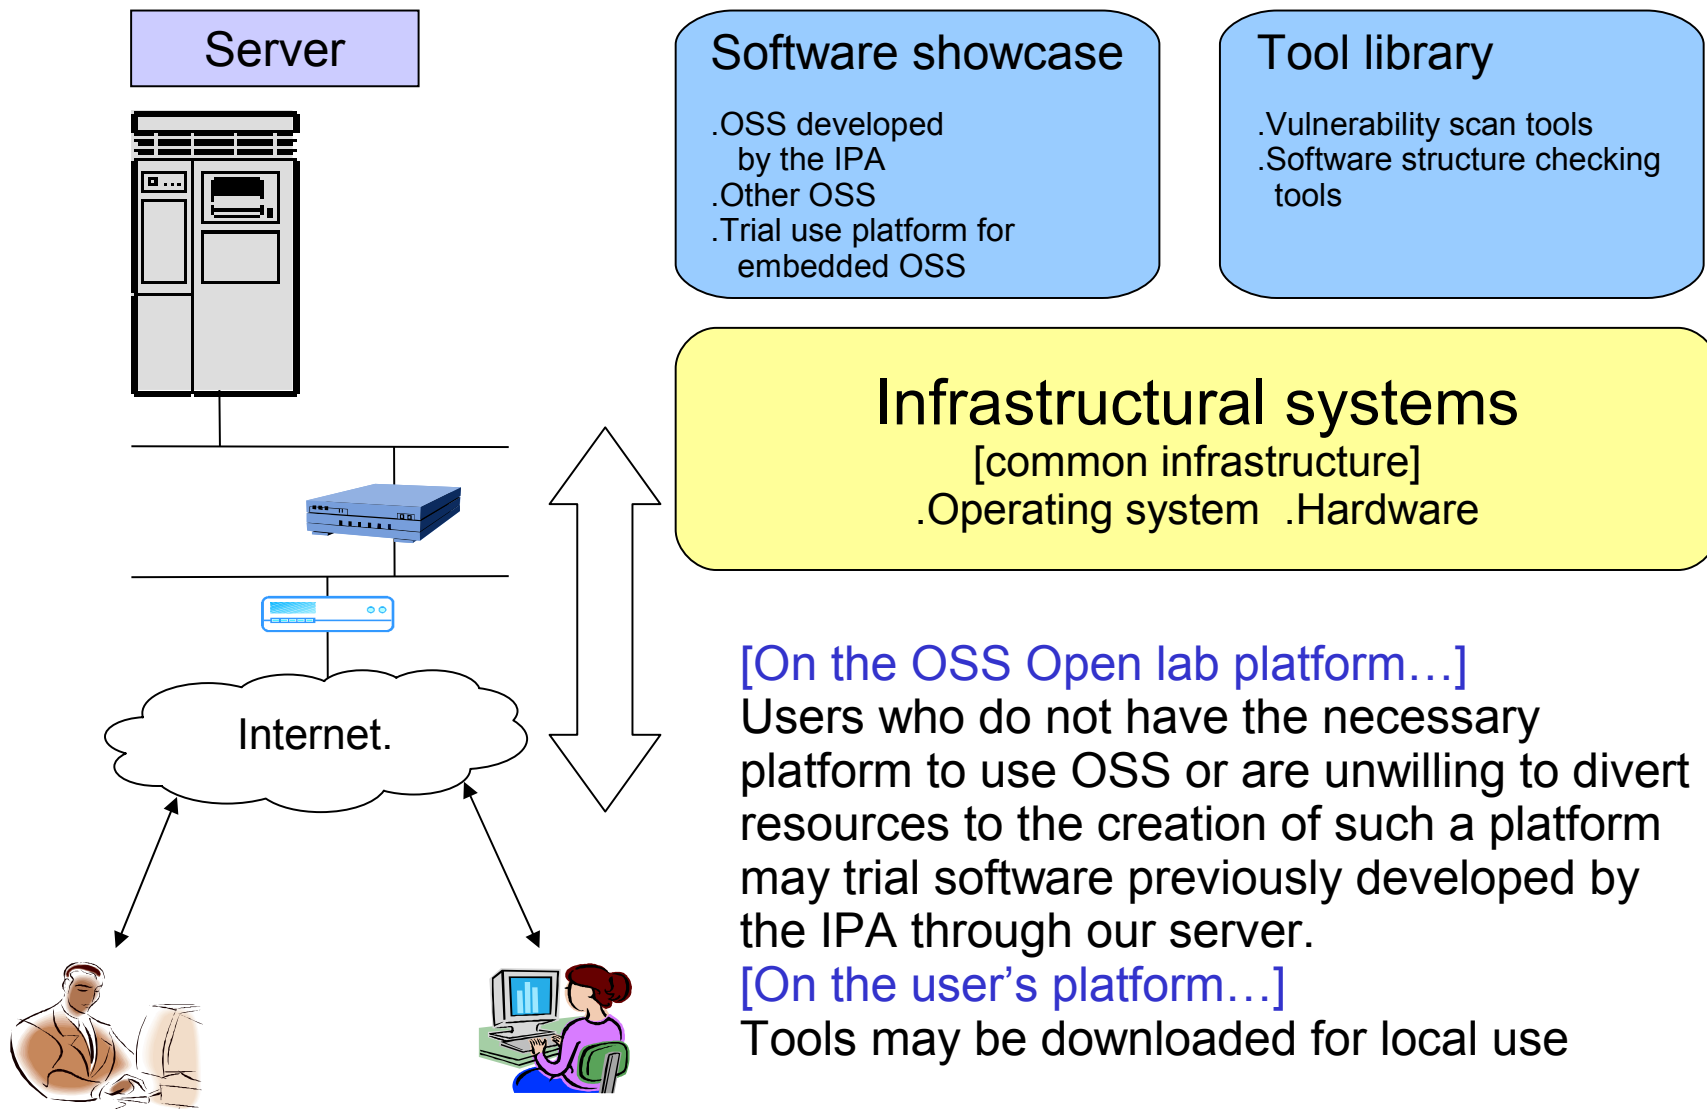 Server
Software showcase
.OSS developed
by the IPA
.Other OSS
.Trial use platform for
embedded OSS
Tool library
.Vulnerability scan tools
.Software structure checking
tools
Infrastructural systems
[common infrastructure]
.Operating system .Hardware
Internet.
[On the OSS Open lab platform…]
Users who do not have the necessary
platform to use OSS or are unwilling to divert
resources to the creation of such a platform
may trial software previously developed by
the IPA through our server.
[On the user’s platform…]
Tools may be downloaded for local use